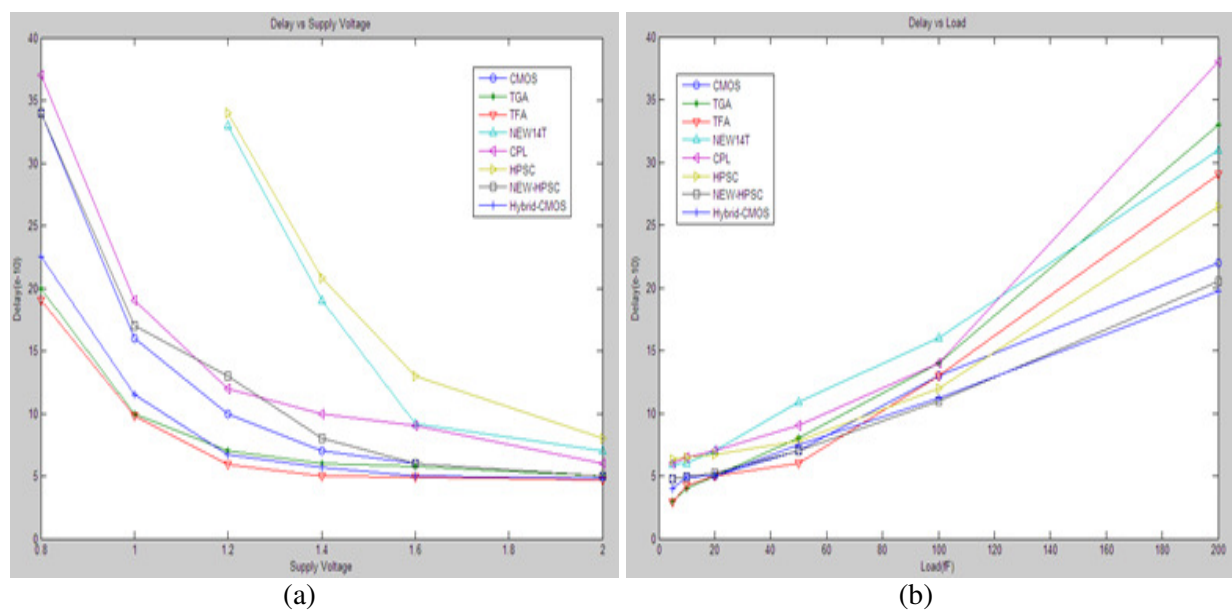 Delay vs Supply Voltage
40
35
30
25
20
15
10
5
0
Delay(e-10)
CMOS
TGA
TFA
NEW14T
CPL
HPSC
NEW-HPSC
Hybrid-CMOS
0.8 1 1.2 1.4 1.6 1.8 2
Supply Voltage
(a)
Delay vs Load
40
35
30
25
20
15
10
5
0
Delay(e-10)
CMOS
TGA
TFA
NEW14T
CPL
HPSC
NEW-HPSC
Hybrid-CMOS
0 20 40 60 80 100 120 140 160 180 200
Load(fF)
(b)